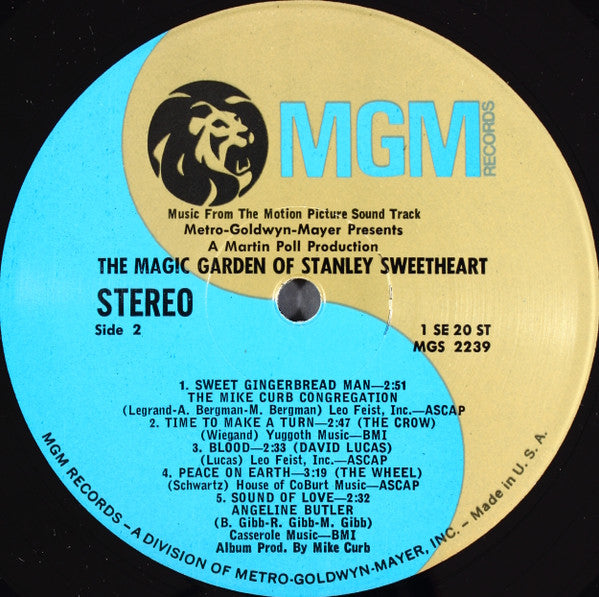 MGM
RECORDS
Music From The Motion Picture Sound Track
Metro-Goldwyn-Mayer Presents
A Martin Poll Production
THE MAGIC GARDEN OF STANLEY SWEETHEART
STEREO
Side 2
1 SE 20 ST
MGS 2239
1. SWEET GINGERBREAD MAN—2:51
THE MIKE CURB CONGREGATION
(Legrand-A. Bergman-M. Bergman) Leo Feist, Inc.—ASCAP
2. TIME TO MAKE A TURN—2:47 (THE CROW)
(Wiegand) Yuggoth Music—BMI
3. BLOOD—2:33 (DAVID LUCAS)
(Lucas) Leo Feist, Inc.—ASCAP
4. PEACE ON EARTH—3:19 (THE WHEEL)
(Schwartz) House of CoBurt Music—ASCAP
5. SOUND OF LOVE—2:32
ANGELINE BUTLER
(B. Gibb-R. Gibb-M. Gibb)
Casserole Music—BMI
Album Prod. By Mike Curb
MGM RECORDS – A DIVISION OF METRO-GOLDWYN-MAYER, INC. – Made in U. S. A.